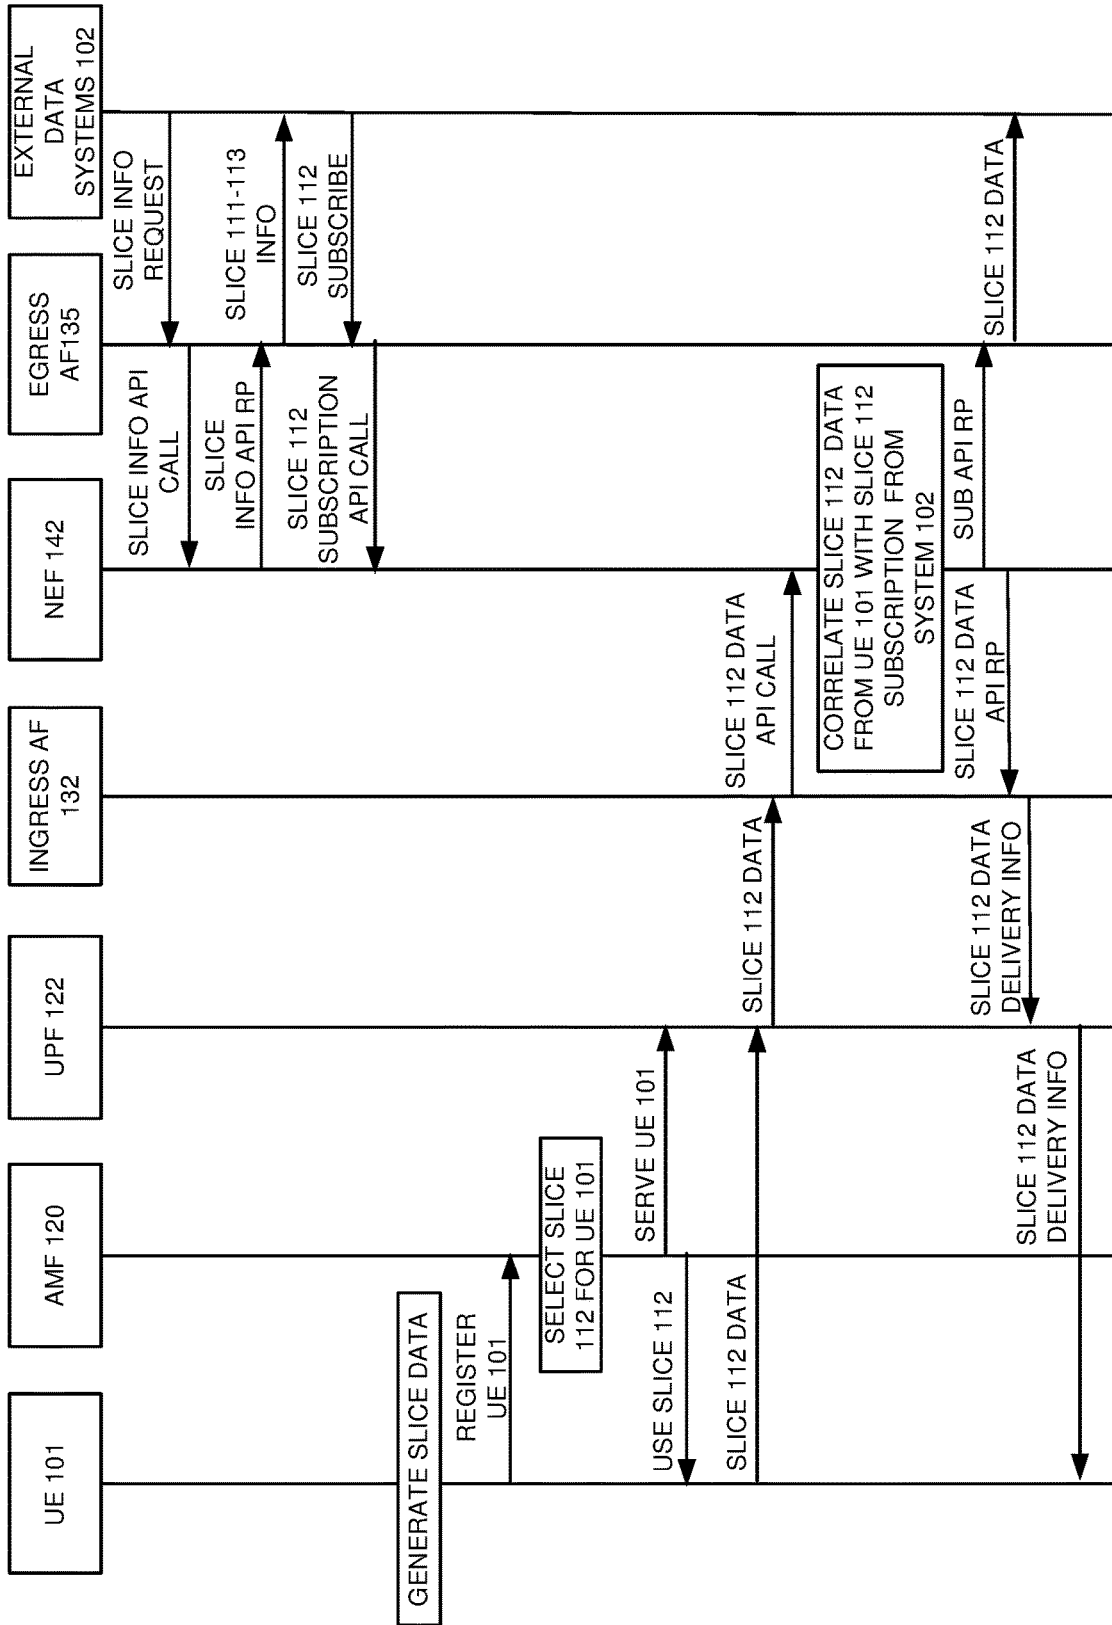 UE 101
AMF 120
UPF 122
INGRESS AF
132
NEF 142
EGRESS
AF135
EXTERNAL
DATA
SYSTEMS 102
SLICE INFO
REQUEST
SLICE INFO API
CALL
SLICE
INFO API RP
SLICE 111-113
INFO
SLICE 112
SUBSCRIBE
SLICE 112
SUBSCRIPTION
API CALL
GENERATE SLICE DATA
REGISTER
UE 101
SELECT SLICE
112 FOR UE 101
SERVE UE 101
USE SLICE 112
SLICE 112 DATA
SLICE 112 DATA
SLICE 112 DATA
API CALL
CORRELATE SLICE 112 DATA
FROM UE 101 WITH SLICE 112
SUBSCRIPTION FROM
SYSTEM 102
SUB API RP
SLICE 112 DATA
API RP
SLICE 112 DATA
SLICE 112 DATA
DELIVERY INFO
SLICE 112 DATA
DELIVERY INFO